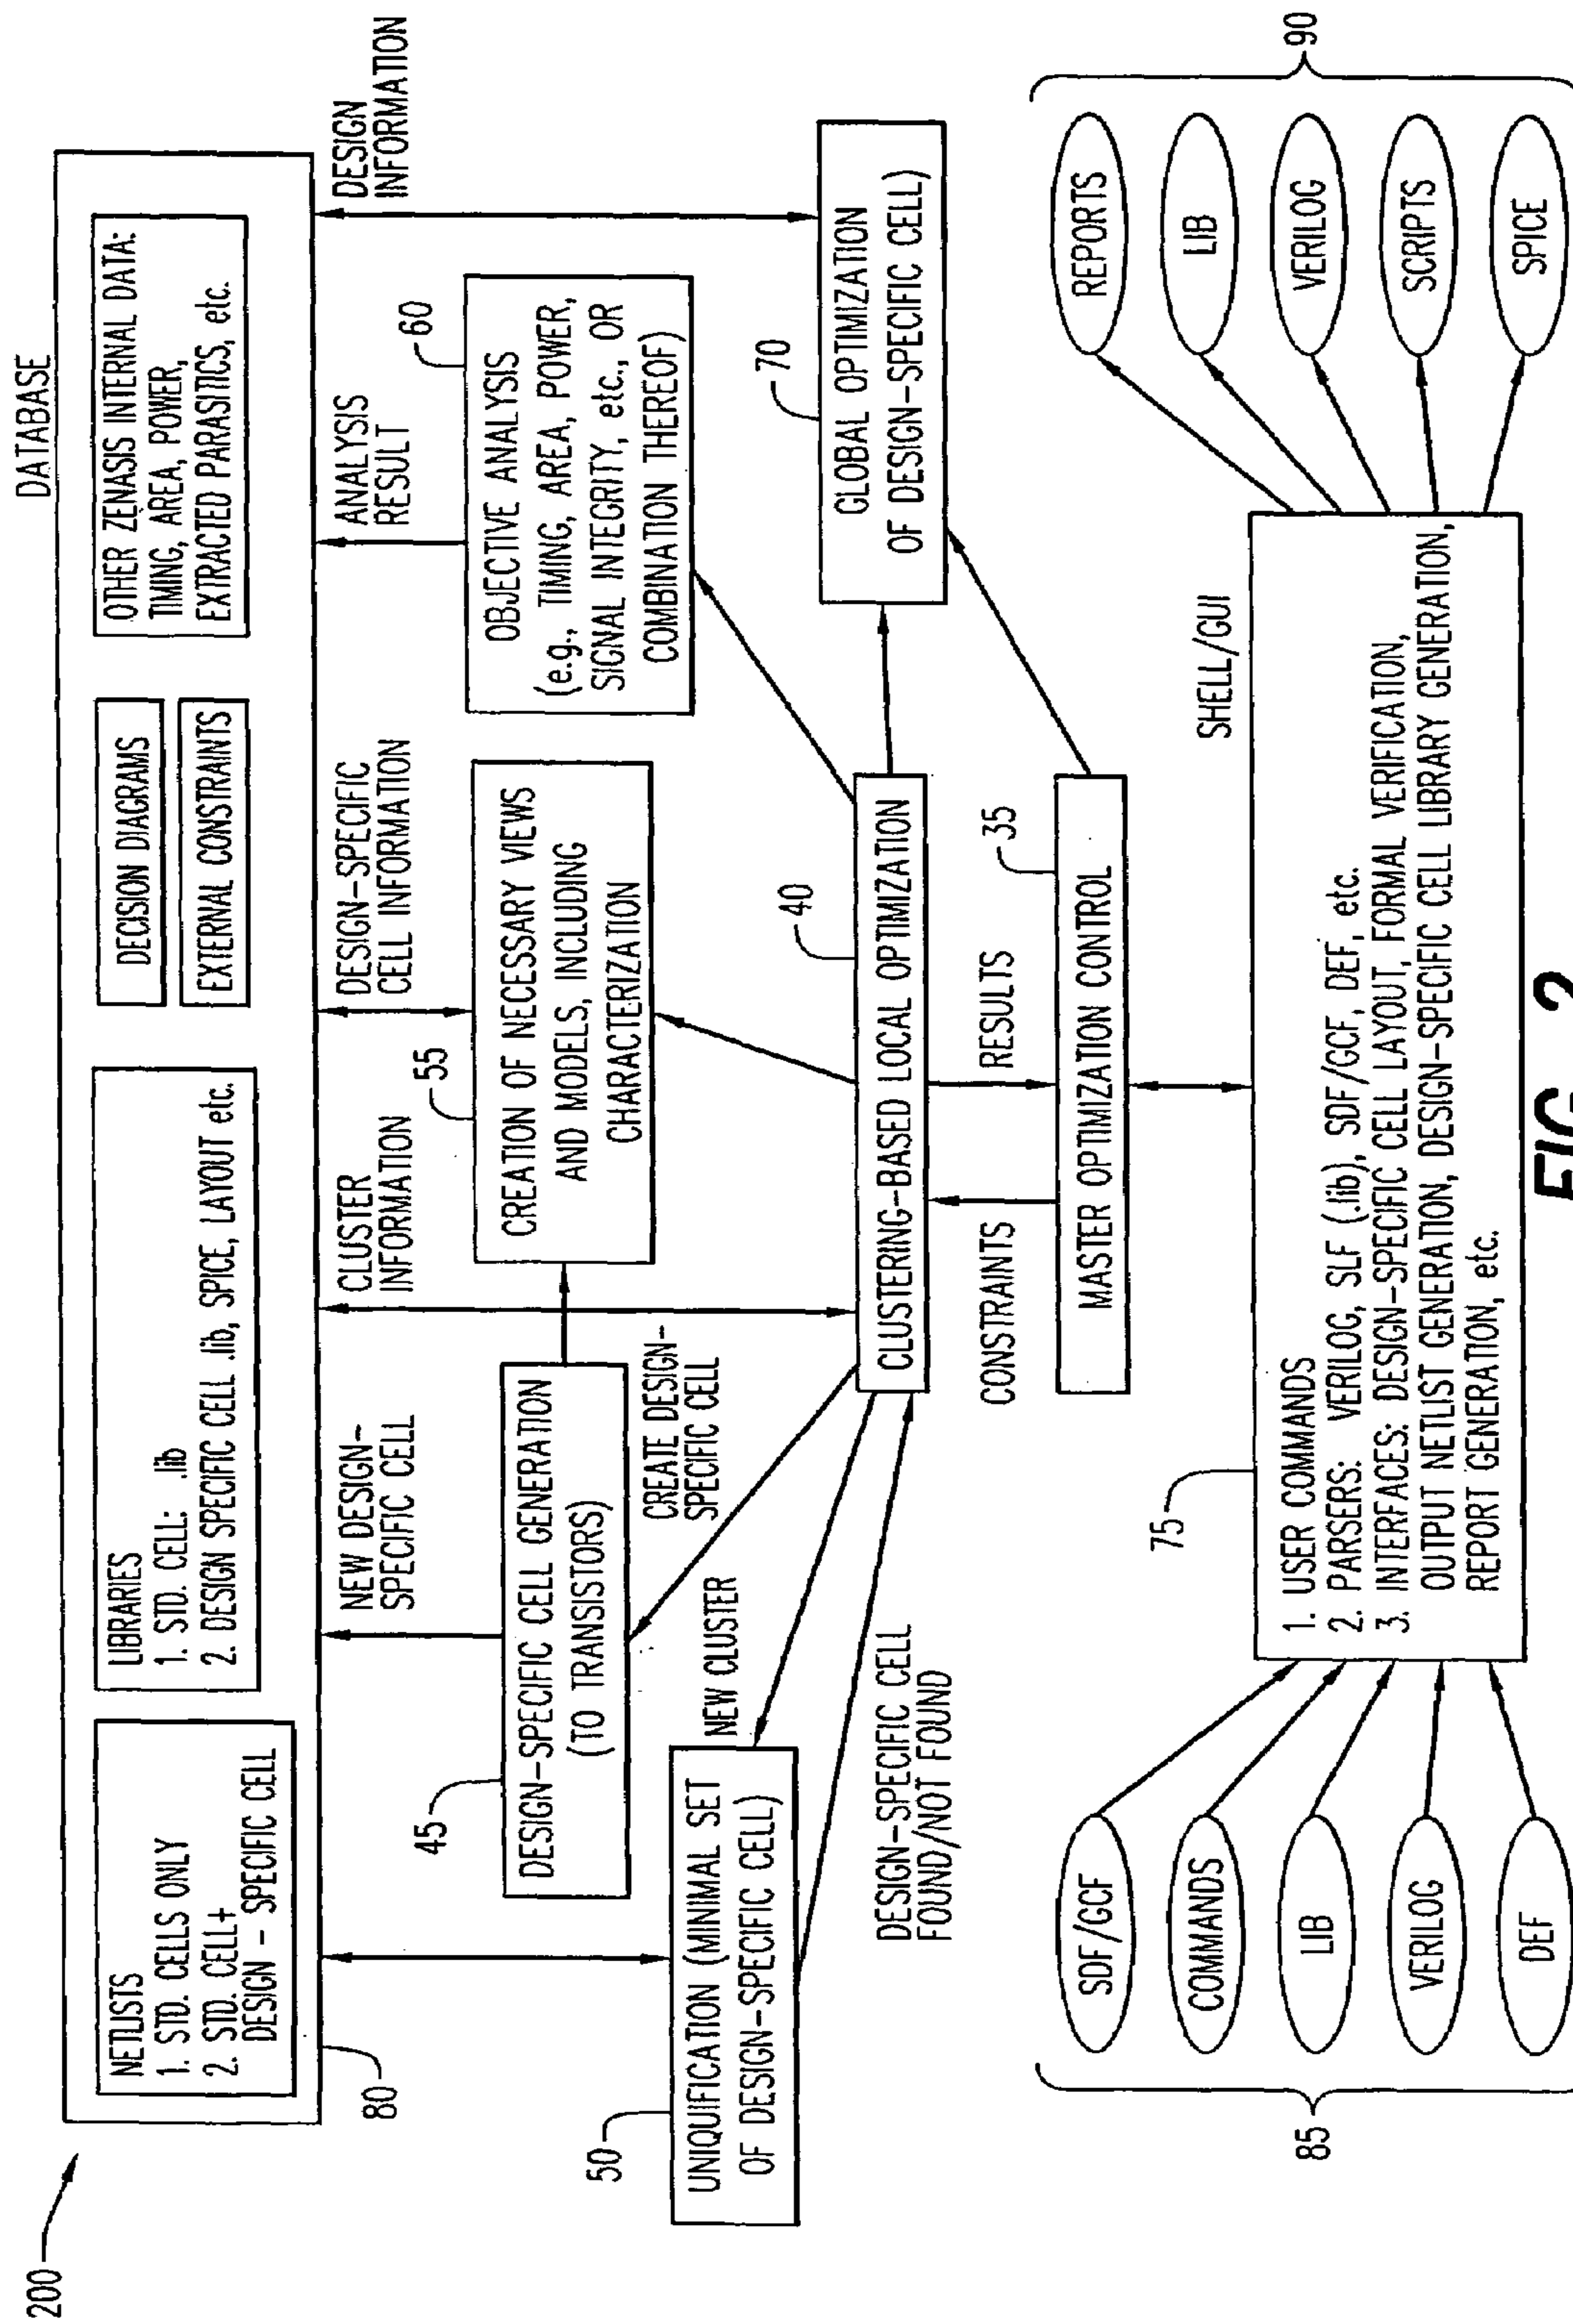 200
DATABASE
NETLISTS
1. STD. CELLS ONLY
2. STD. CELL+
DESIGN - SPECIFIC CELL
LIBRARIES
1. STD. CELL: .lib
2. DESIGN SPECIFIC CELL .lib, SPICE, LAYOUT etc.
DECISION DIAGRAMS
EXTERNAL CONSTRAINTS
OTHER ZENASIS INTERNAL DATA:
TIMING, AREA, POWER,
EXTRACTED PARASITICS, etc.
80
NEW DESIGN-
SPECIFIC CELL
CLUSTER
INFORMATION
DESIGN-SPECIFIC
CELL INFORMATION
ANALYSIS
RESULT
DESIGN
INFORMATION
45
DESIGN-SPECIFIC CELL GENERATION
(TO TRANSISTORS)
55
CREATION OF NECESSARY VIEWS
AND MODELS, INCLUDING
CHARACTERIZATION
60
OBJECTIVE ANALYSIS
(e.g., TIMING, AREA, POWER,
SIGNAL INTEGRITY, etc., OR
COMBINATION THEREOF)
50
UNIQUIFICATION (MINIMAL SET
OF DESIGN-SPECIFIC CELL)
NEW CLUSTER
CREATE DESIGN-
SPECIFIC CELL
DESIGN-SPECIFIC CELL
FOUND/NOT FOUND
40
CLUSTERING-BASED LOCAL OPTIMIZATION
70
GLOBAL OPTIMIZATION
OF DESIGN-SPECIFIC CELL)
CONSTRAINTS
RESULTS
35
MASTER OPTIMIZATION CONTROL
85
SDF/GCF
COMMANDS
LIB
VERILOG
DEF
75
SHELL/GUI
1. USER COMMANDS
2. PARSERS: VERILOG, SLF (.lib), SDF/GCF, DEF, etc.
3. INTERFACES: DESIGN-SPECIFIC CELL LAYOUT, FORMAL VERIFICATION,
OUTPUT NETLIST GENERATION, DESIGN-SPECIFIC CELL LIBRARY GENERATION,
REPORT GENERATION, etc.
REPORTS
LIB
VERILOG
SCRIPTS
SPICE
90
FIG. 2